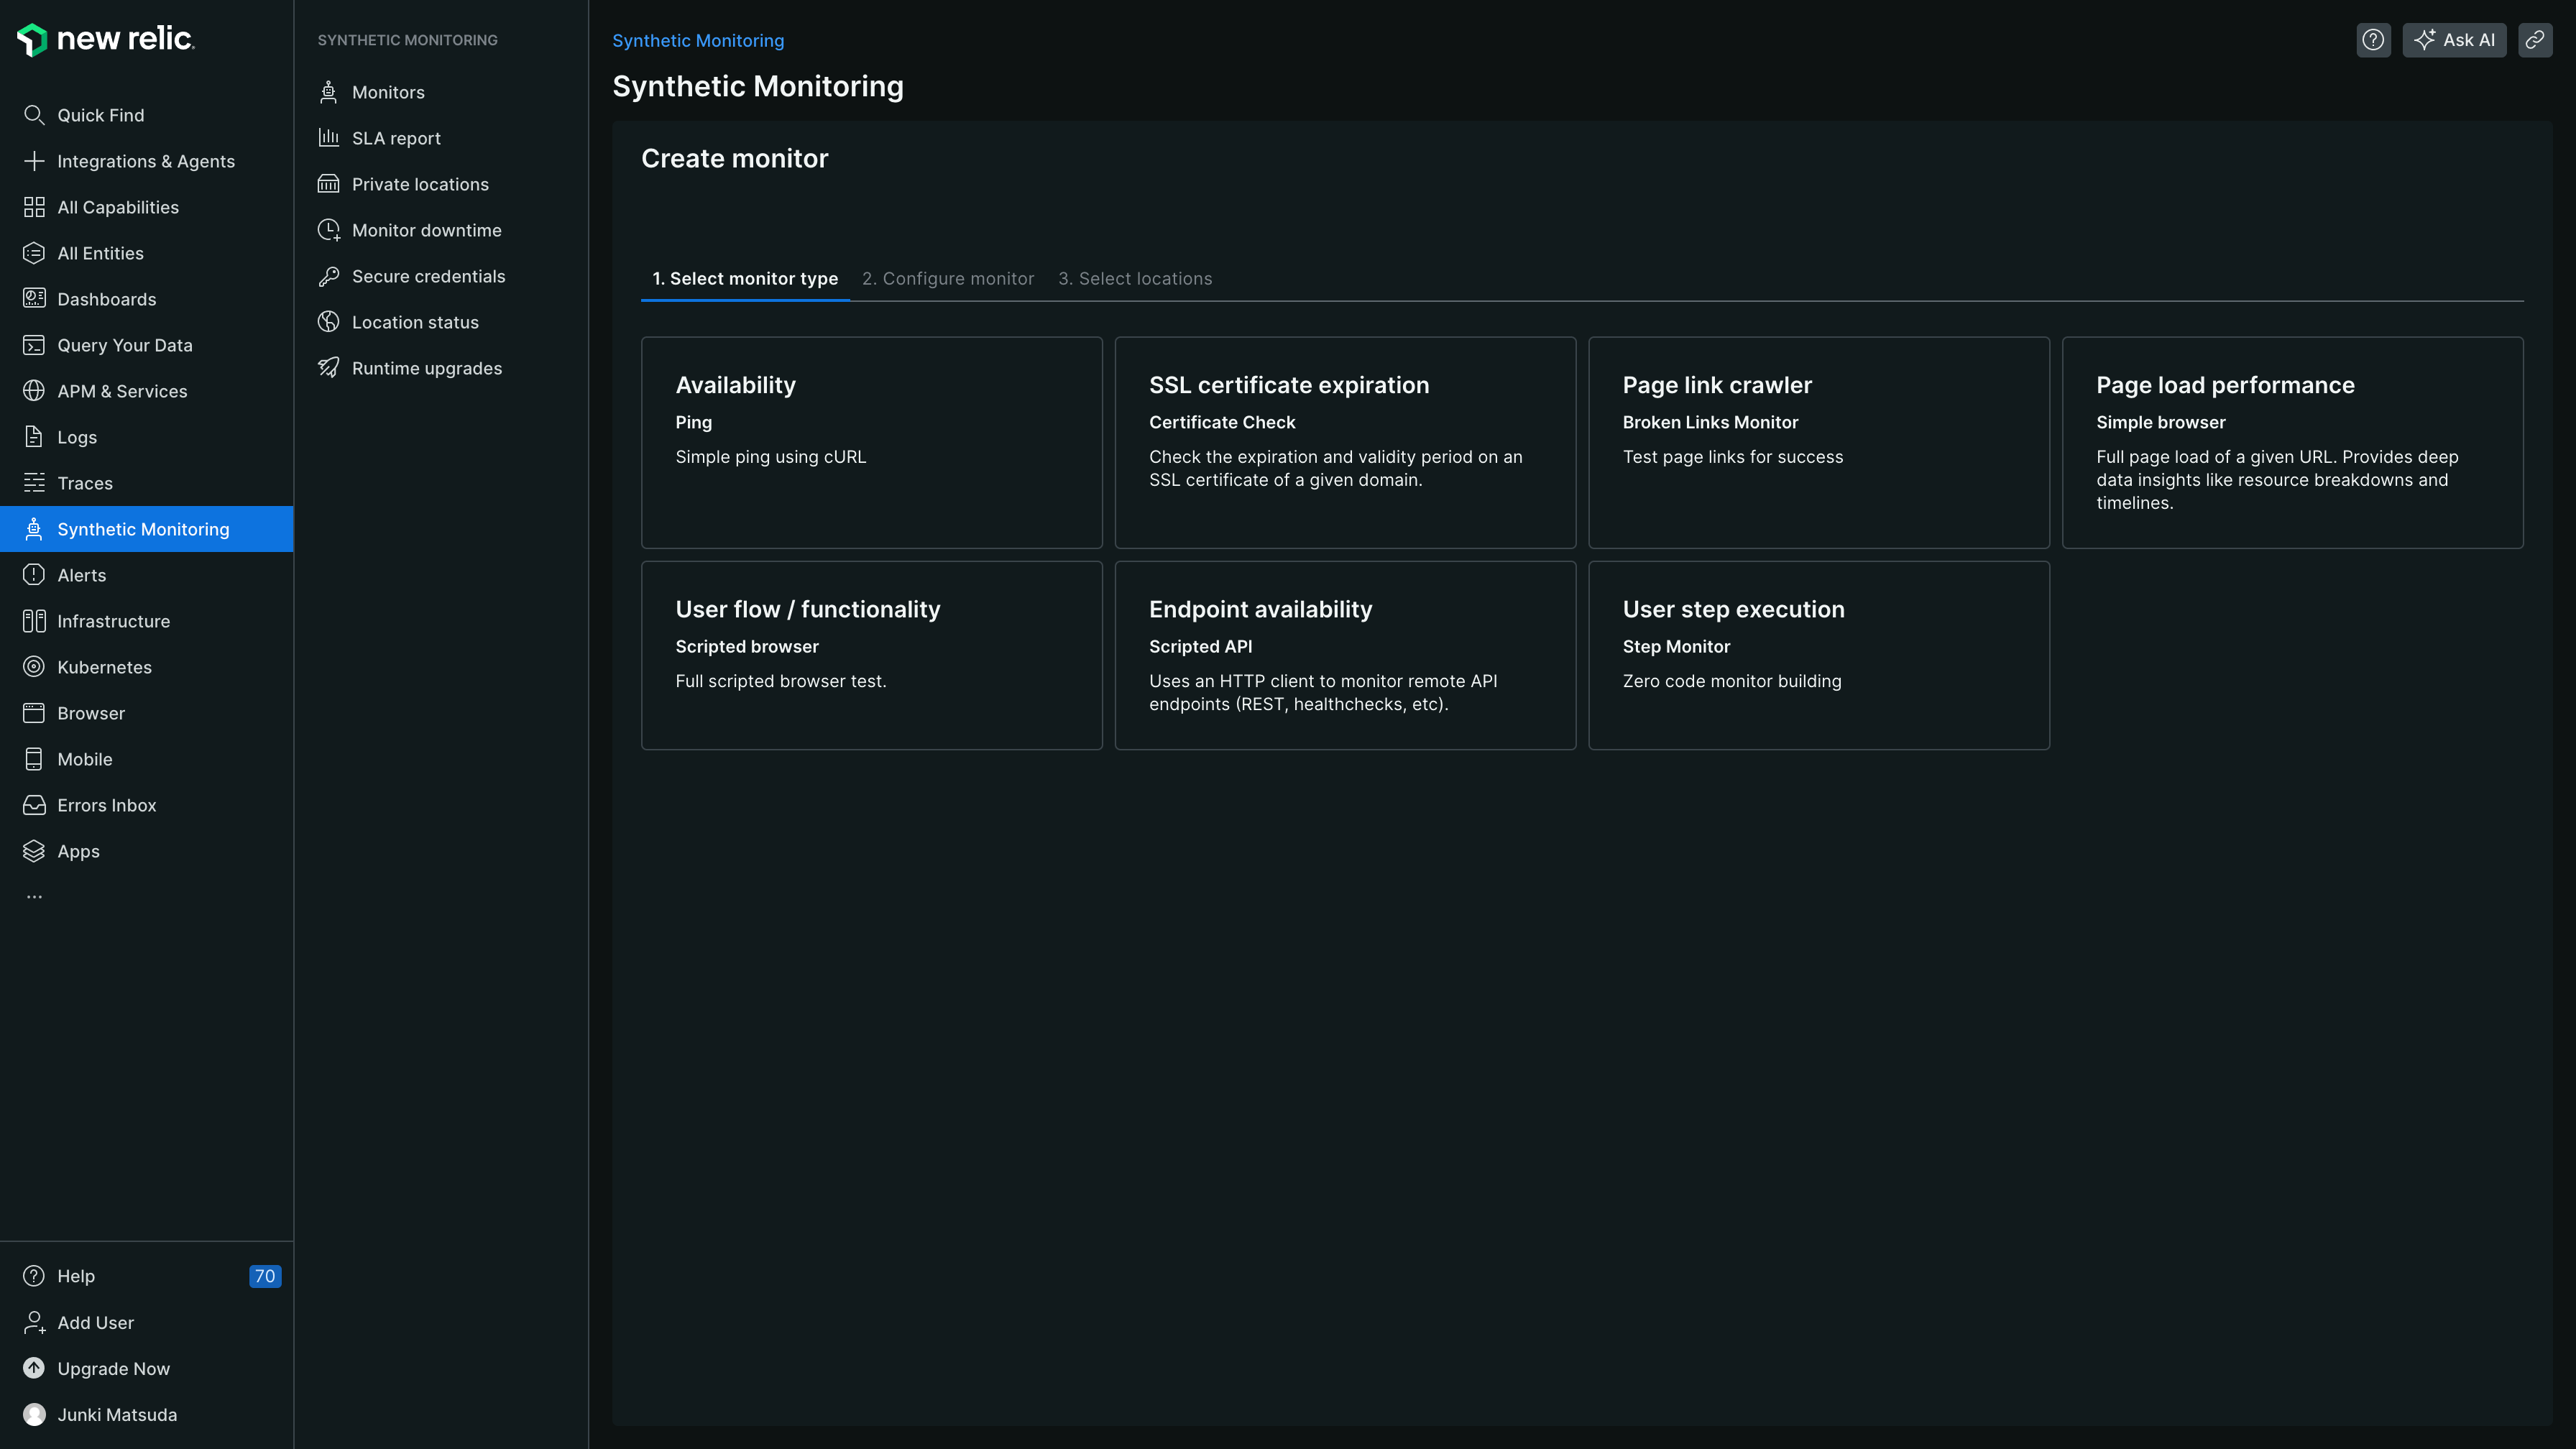 new relic.
Quick Find
Integrations & Agents
All Capabilities
All Entities
Dashboards
Query Your Data
APM & Services
Logs
Traces
Synthetic Monitoring
Alerts
Infrastructure
Kubernetes
Browser
Mobile
Errors Inbox
Apps
...
Help 70
Add User
Upgrade Now
Junki Matsuda
SYNTHETIC MONITORING
Monitors
SLA report
Private locations
Monitor downtime
Secure credentials
Location status
Runtime upgrades
Synthetic Monitoring
Ask AI
Synthetic Monitoring
Create monitor
1. Select monitor type 2. Configure monitor 3. Select locations
Availability
Ping
Simple ping using cURL
SSL certificate expiration
Certificate Check
Check the expiration and validity period on an
SSL certificate of a given domain.
Page link crawler
Broken Links Monitor
Test page links for success
Page load performance
Simple browser
Full page load of a given URL. Provides deep
data insights like resource breakdowns and
timelines.
User flow / functionality
Scripted browser
Full scripted browser test.
Endpoint availability
Scripted API
Uses an HTTP client to monitor remote API
endpoints (REST, healthchecks, etc).
User step execution
Step Monitor
Zero code monitor building